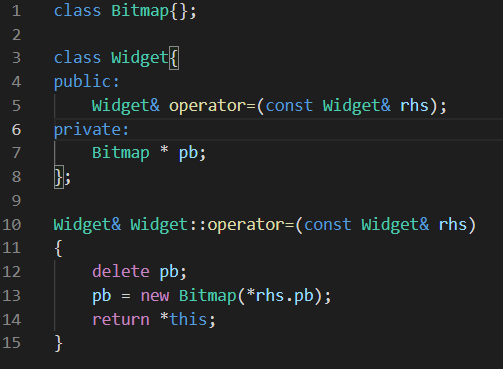 1 class Bitmap{};
2
3 class Widget{
4 public:
5     Widget& operator=(const Widget& rhs);
6 private:
7     Bitmap * pb;
8 };
9
10 Widget& Widget::operator=(const Widget& rhs)
11 {
12     delete pb;
13     pb = new Bitmap(*rhs.pb);
14     return *this;
15 }